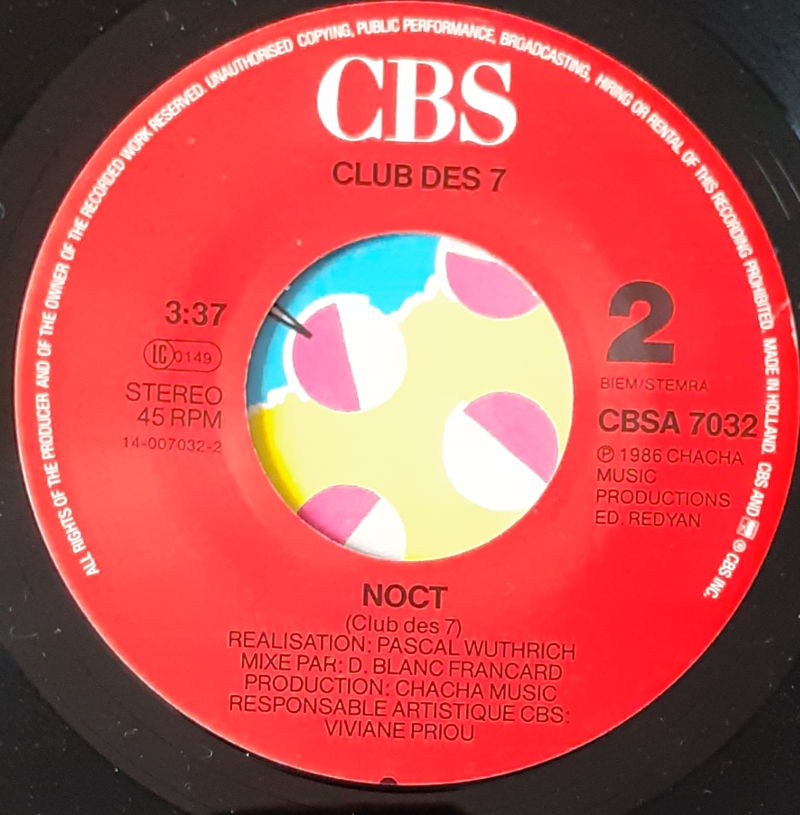 ALL RIGHTS OF THE PRODUCER AND OF THE OWNER OF THE RECORDED WORK RESERVED. UNAUTHORISED COPYING, PUBLIC PERFORMANCE, BROADCASTING, HIRING OR RENTAL OF THIS RECORDING PROHIBITED. MADE IN HOLLAND. CBS AND ® CBS INC.
CBS
CLUB DES 7
3:37
LC 0149
STEREO
45 RPM
14-007032-2
2
BIEM/STEMRA
CBSA 7032
℗ 1986 CHACHA
MUSIC
PRODUCTIONS
ED. REDYAN
NOCT
(Club des 7)
REALISATION: PASCAL WUTHRICH
MIXE PAR: D. BLANC FRANCARD
PRODUCTION: CHACHA MUSIC
RESPONSABLE ARTISTIQUE CBS:
VIVIANE PRIOU